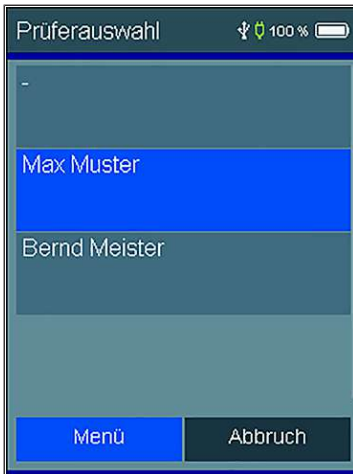 Prüferauswahl 100 %
-
Max Muster
Bernd Meister
Menü Abbruch